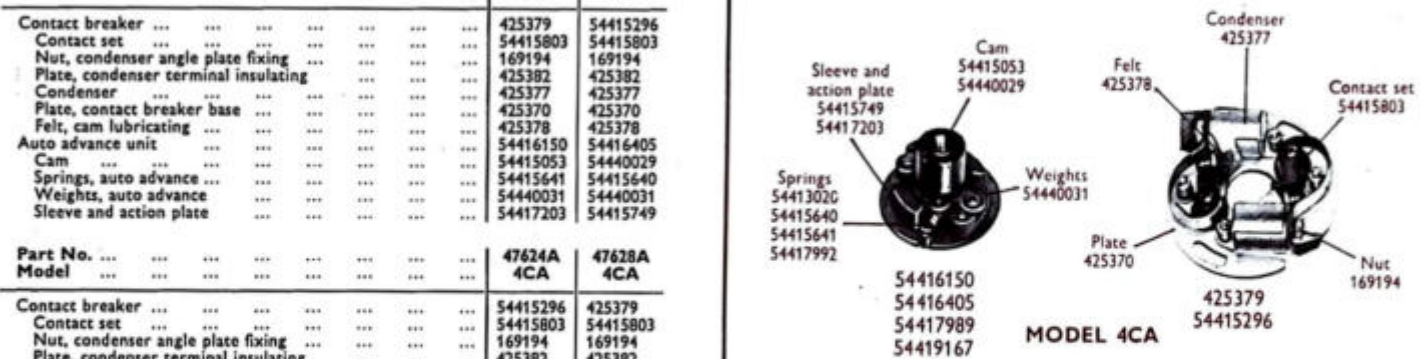 Contact breaker ... ... ... ... ... ... ... 425379 54415296
Contact set ... ... ... ... ... ... ... 54415803 54415803
Nut, condenser angle plate fixing ... ... ... ... 169194 169194
Plate, condenser terminal insulating ... ... ... 425382 425382
Condenser ... ... ... ... ... ... ... 425377 425377
Plate, contact breaker base ... ... ... ... ... 425370 425370
Felt, cam lubricating ... ... ... ... ... ... 425378 425378
Auto advance unit ... ... ... ... ... ... 54416150 54416405
Cam ... ... ... ... ... ... ... ... 54415053 54440029
Springs, auto advance ... ... ... ... ... ... 54415641 54415640
Weights, auto advance ... ... ... ... ... 54440031 54440031
Sleeve and action plate ... ... ... ... ... 54417203 54415749
Part No. ... ... ... ... ... ... ... ... 47624A 47628A
Model ... ... ... ... ... ... ... ... 4CA 4CA
Contact breaker ... ... ... ... ... ... ... 54415296 425379
Contact set ... ... ... ... ... ... ... 54415803 54415803
Nut, condenser angle plate fixing ... ... ... ... 169194 169194
Plate, condenser terminal insulating ... ... ... 425382 425382
Condenser
425377
Cam
54415053
54440029
Sleeve and
action plate
54415749
54417203
Felt
425378
Contact set
54415803
Springs
54413020
54415640
54415641
54417992
Weights
54440031
Plate
425370
Nut
169194
54416150
54416405
54417989
54419167
425379
54415296
MODEL 4CA